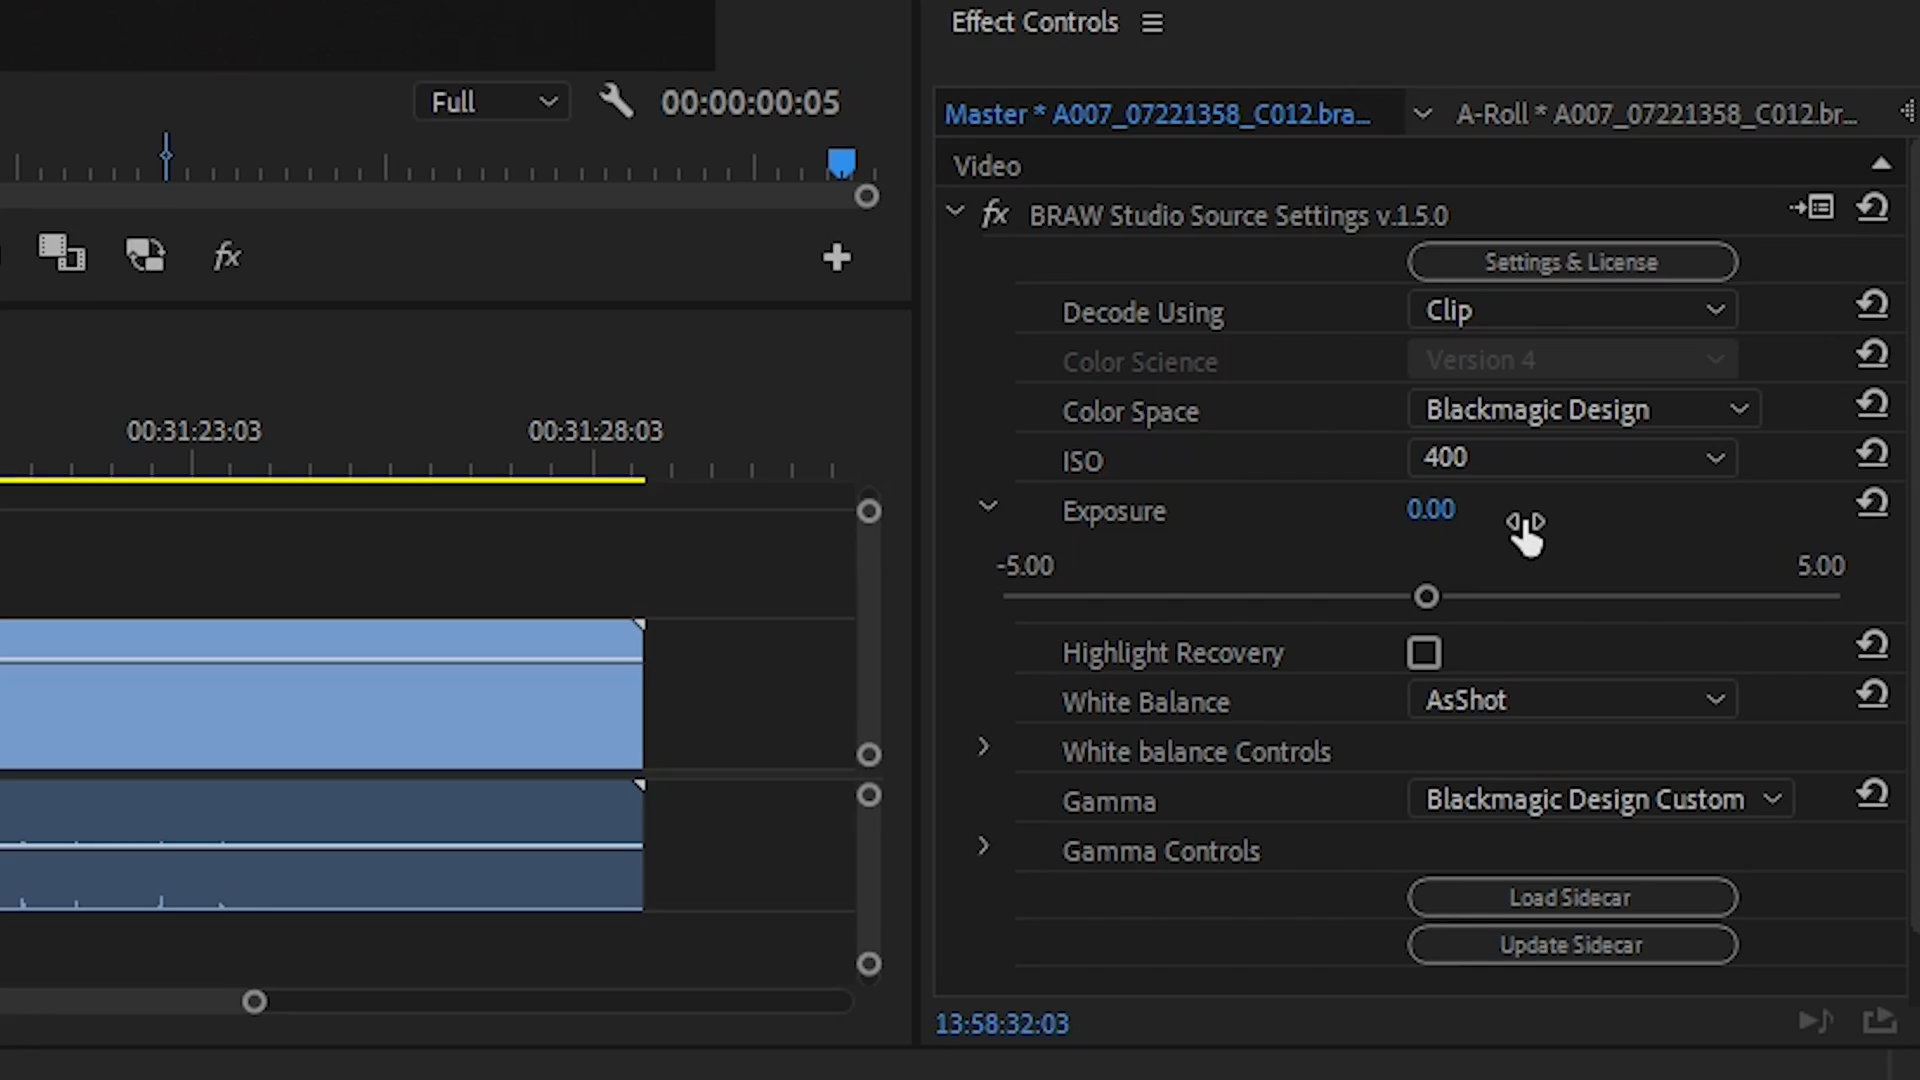 Effect Controls
Full
00:00:00:05
Master * A007_07221358_C012.bra...
A-Roll * A007_07221358_C012.br...
Video
fx BRAW Studio Source Settings v.1.5.0
fx
Settings & License
Decode Using Clip
Color Science Version 4
Color Space Blackmagic Design
ISO 400
Exposure 0.00
-5.00 5.00
Highlight Recovery
White Balance AsShot
White balance Controls
Gamma Blackmagic Design Custom
Gamma Controls
Load Sidecar
Update Sidecar
13:58:32:03
00:31:23:03 00:31:28:03